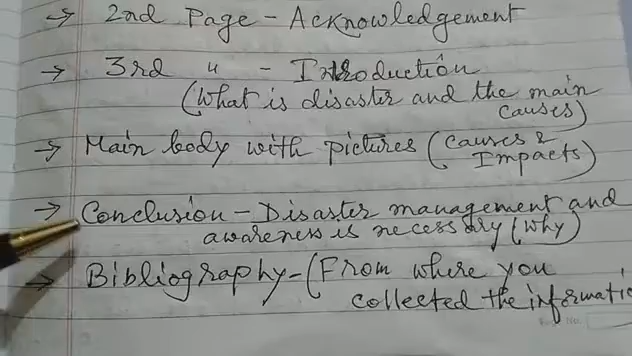 → 2nd Page - Acknowledgement
→ 3rd " - Introduction
(What is disaster and the main
causes)
→ Main body with pictures (causes &
Impacts)
→ Conclusion - Disaster management and
awareness is necessary (why)
→ Bibliography - (From where you
collected the informatio